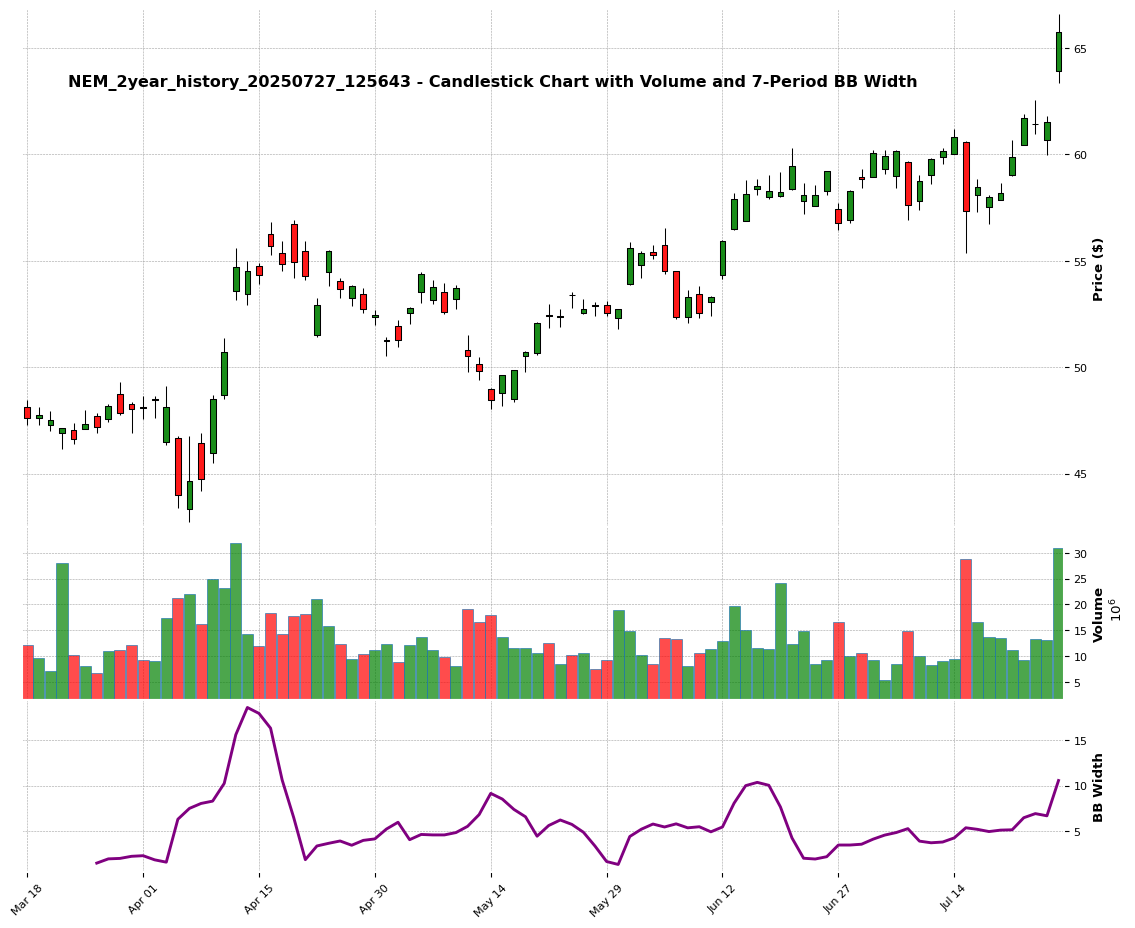 NEM_2year_history_20250727_125643 - Candlestick Chart with Volume and 7-Period BB Width
65
60
55
50
45
Price ($)
30
25
20
15
10
5
Volume
10^6
15
10
5
BB Width
Mar 18
Apr 01
Apr 15
Apr 30
May 14
May 29
Jun 12
Jun 27
Jul 14